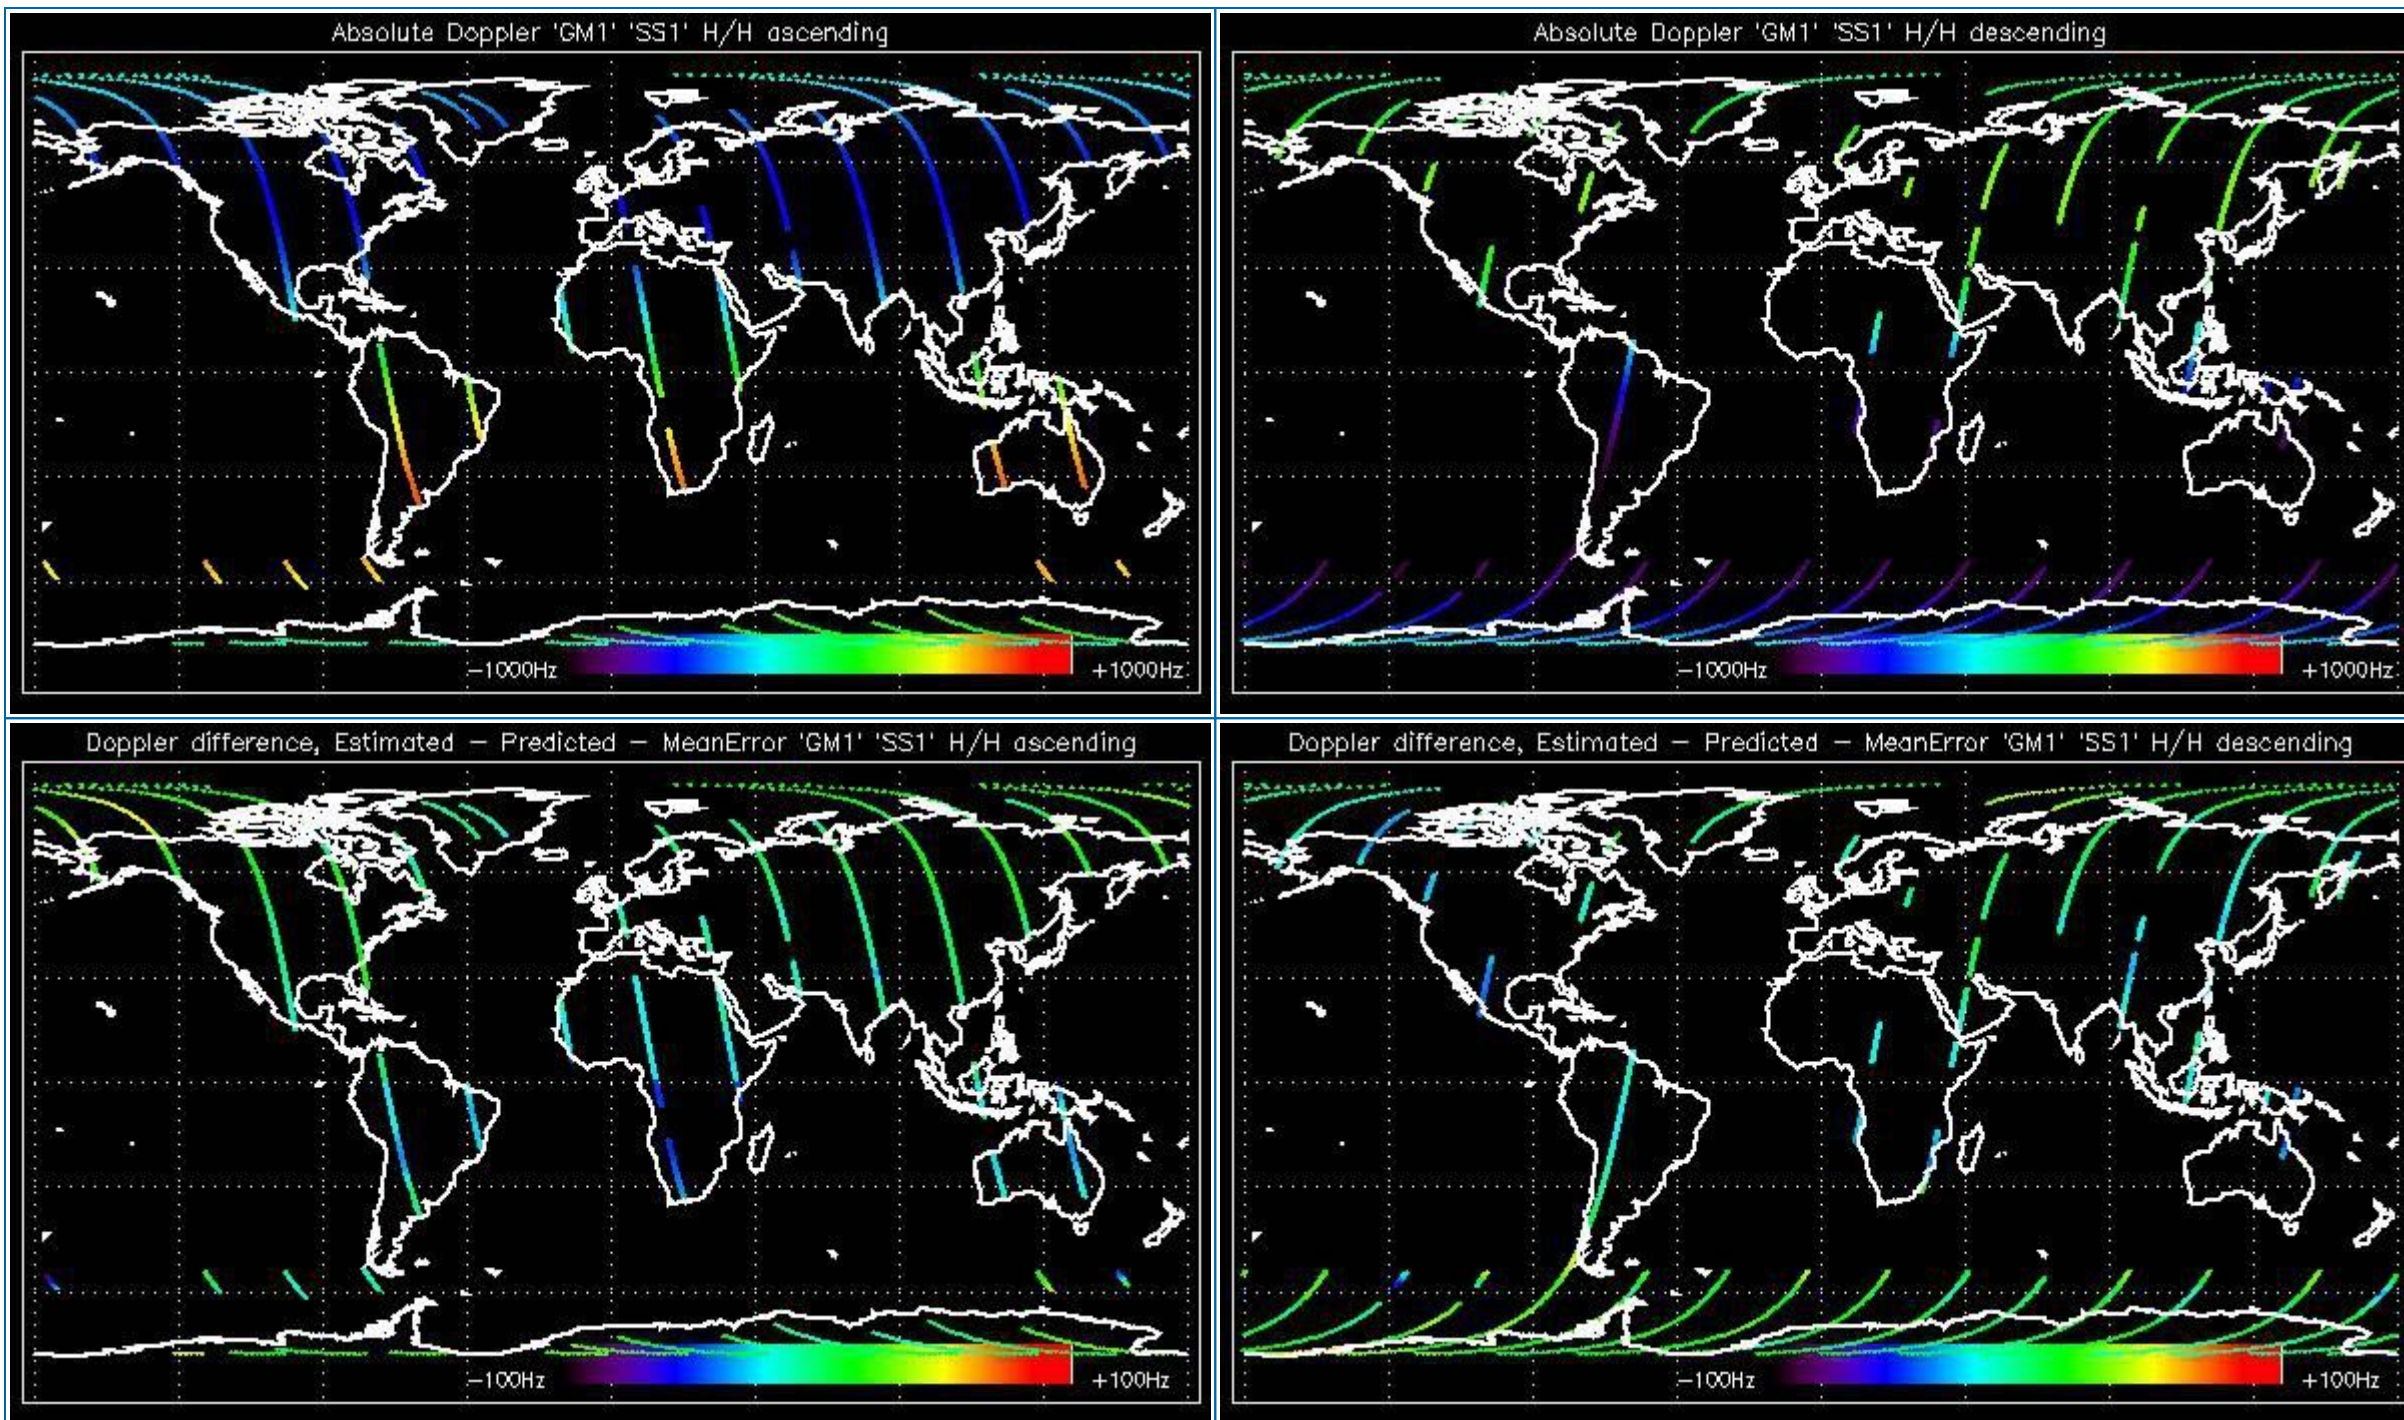 Absolute Doppler 'GM1' 'SS1' H/H ascending
−1000Hz
+1000Hz
Absolute Doppler 'GM1' 'SS1' H/H descending
−1000Hz
+1000Hz
Doppler difference, Estimated − Predicted − MeanError 'GM1' 'SS1' H/H ascending
−100Hz
+100Hz
Doppler difference, Estimated − Predicted − MeanError 'GM1' 'SS1' H/H descending
−100Hz
+100Hz